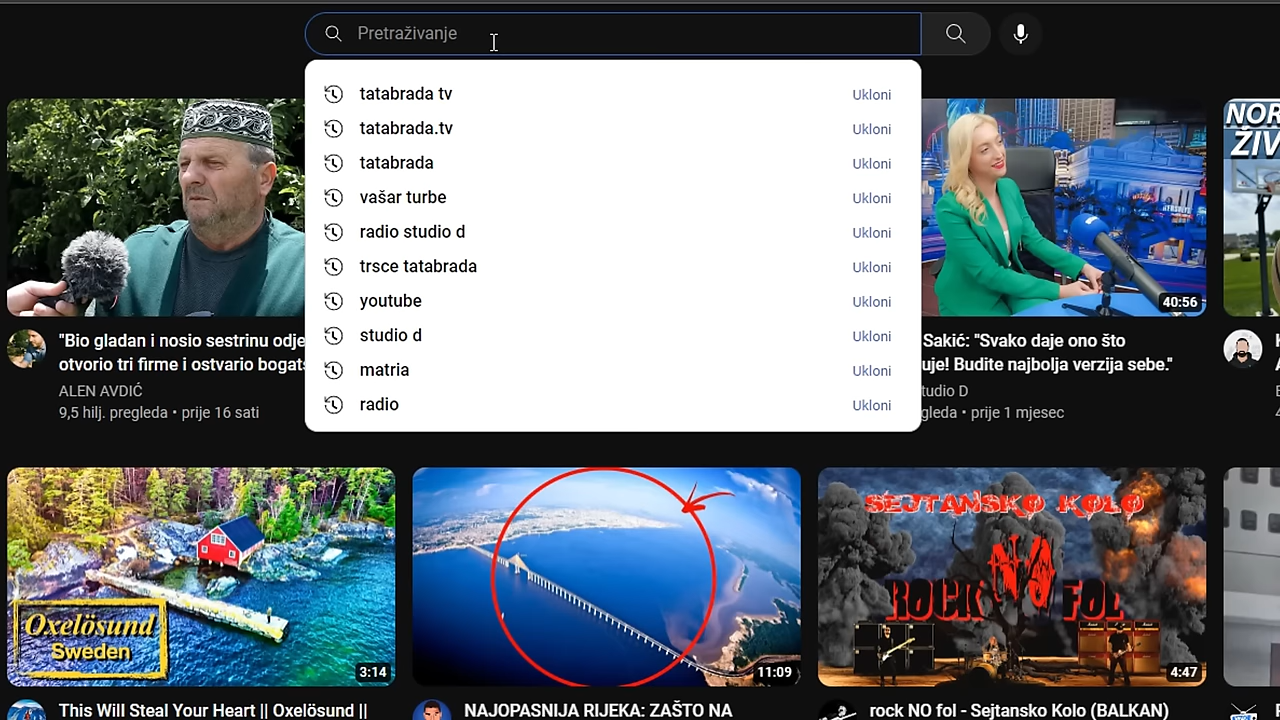 Pretraživanje
tatabrada tv Ukloni
tatabrada.tv Ukloni
tatabrada Ukloni
vašar turbe Ukloni
radio studio d Ukloni
trsce tatabrada Ukloni
youtube Ukloni
studio d Ukloni
matria Ukloni
radio Ukloni
40:56
"Bio gladan i nosio sestrinu odje
otvorio tri firme i ostvario bogats
ALEN AVDIĆ
9,5 hilj. pregleda • prije 16 sati
Sakić: "Svako daje ono što
uje! Budite najbolja verzija sebe."
tudio D
gleda • prije 1 mjesec
NOR
ŽIV
Oxelösund
Sweden
3:14
11:09
SEJTANSKO KOLO
ROCK NO FOL
4:47
This Will Steal Your Heart || Oxelösund ||
NAJOPASNIJA RIJEKA: ZAŠTO NA
rock NO fol - Sejtansko Kolo (BALKAN)